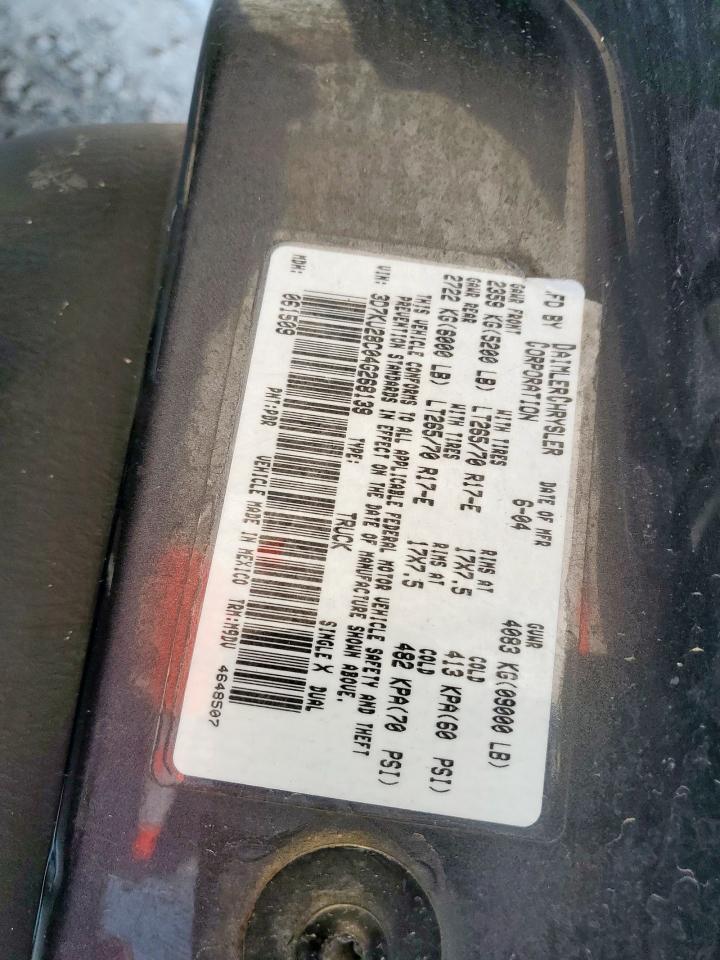 FD BY DAIMLERCHRYSLER CORPORATION DATE OF MFR 6-04 GVWR 4083 KG(09000 LB)
GAWR FRONT WITH TIRES RIMS AT COLD
2359 KG(5200 LB) LT265/70 R17-E 17X7.5 413 KPA(60 PSI)
GAWR REAR WITH TIRES RIMS AT COLD
2722 KG(6000 LB) LT265/70 R17-E 17X7.5 482 KPA(70 PSI)
THIS VEHICLE CONFORMS TO ALL APPLICABLE FEDERAL MOTOR VEHICLE SAFETY AND THEFT
PREVENTION STANDARDS IN EFFECT ON THE DATE OF MANUFACTURE SHOWN ABOVE.
VIN: 3D7KU28C04G268139 TYPE: TRUCK SINGLE X DUAL
MDH: 061509 PNT:PDR VEHICLE MADE IN MEXICO TRM:M9DV 4648507